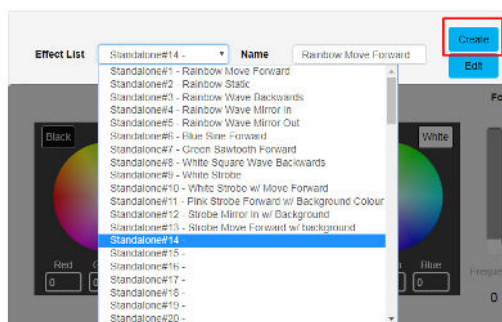 Create
Effect List Standalone#14 - Name Rainbow Move Forward
Edit
Standalone#1 - Rainbow Move Forward
Standalone#2 - Rainbow Static
Standalone#3 - Rainbow Wave Backwards
Standalone#4 - Rainbow Wave Mirror In
Standalone#5 - Rainbow Wave Mirror Out
Standalone#6 - Blue Sine Forward
Standalone#7 - Green Sawtooth Forward
Standalone#8 - White Square Wave Backwards
Standalone#9 - White Strobe
Standalone#10 - White Strobe w/ Move Forward
Standalone#11 - Pink Strobe Forward w/ Background Colour
Standalone#12 - Strobe Mirror In w/ Background
Standalone#13 - Strobe Move Forward w/ background
Standalone#14 -
Standalone#15 -
Standalone#16 -
Standalone#17 -
Standalone#18 -
Standalone#19 -
Standalone#20 -
Black White
Red Blue
0 0 0